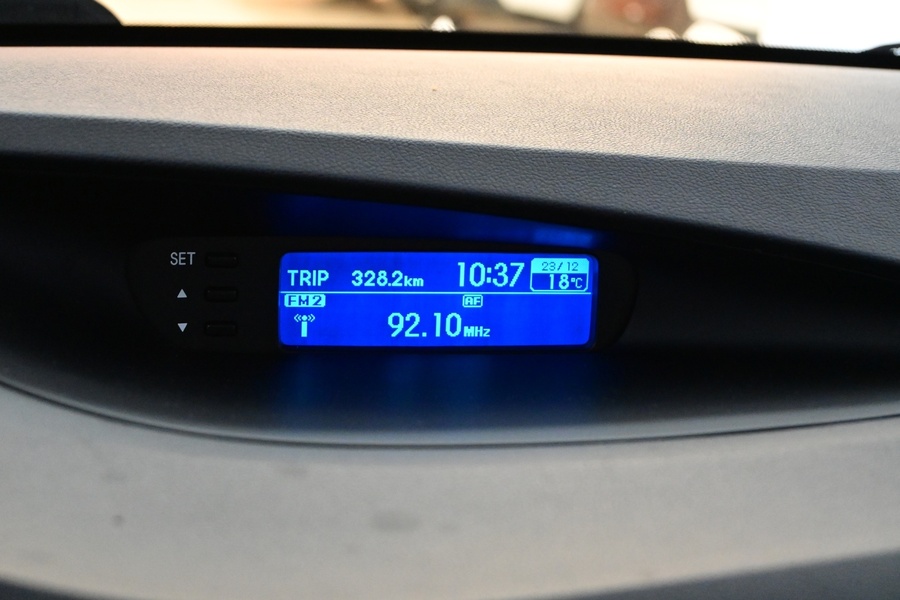 SET
TRIP 328.2km 10:37 23/12
18°C
FM2 AF
92.10MHz